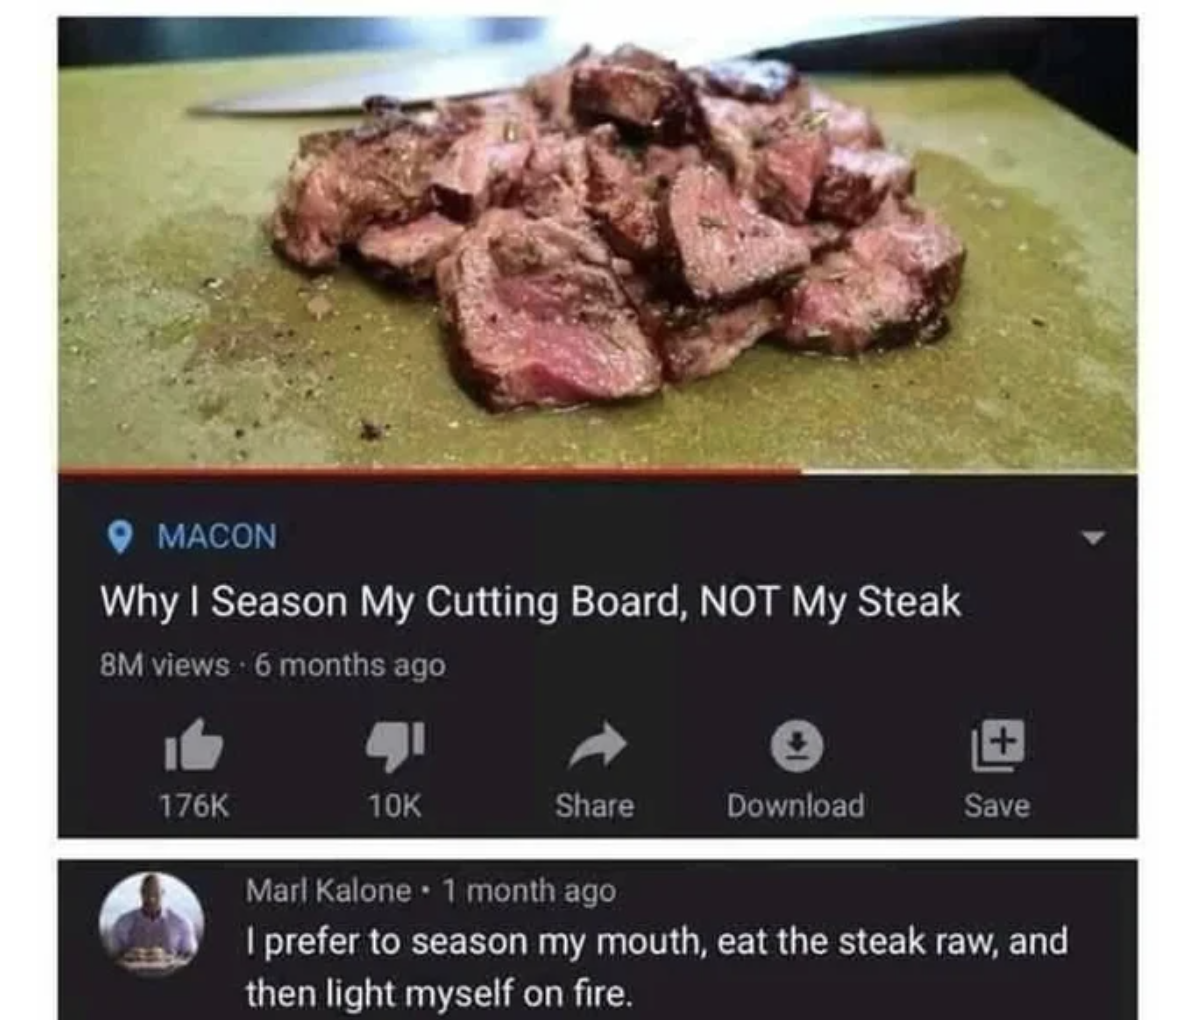 MACON
Why I Season My Cutting Board, NOT My Steak
8M views · 6 months ago
176K
10K
Share
Download
Save
Marl Kalone • 1 month ago
I prefer to season my mouth, eat the steak raw, and
then light myself on fire.